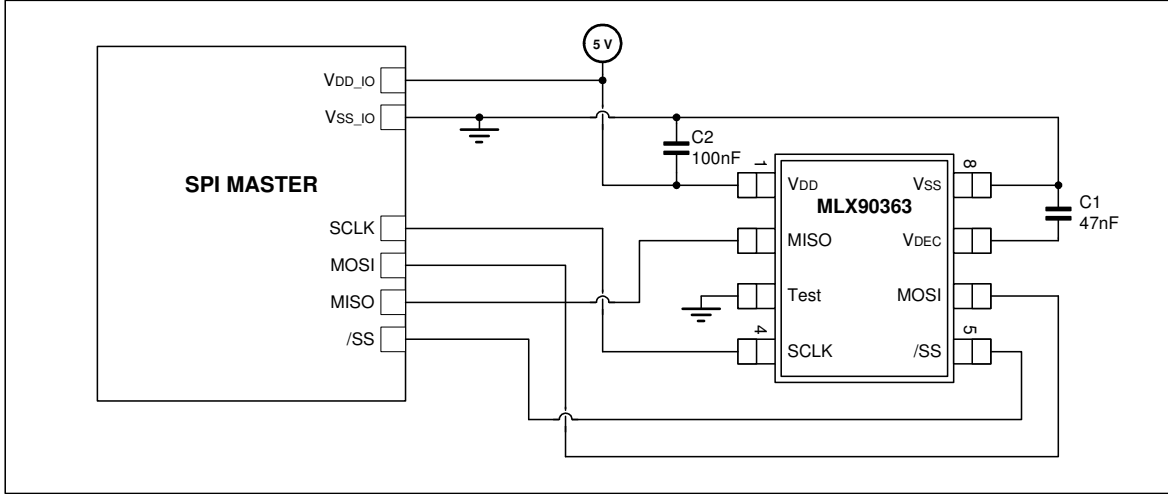 5 V
VDD_IO
VSS_IO
SPI MASTER
SCLK
MOSI
MISO
/SS
C2
100nF
1
8
VDD
VSS
MLX90363
C1
47nF
MISO
VDEC
Test
MOSI
4
5
SCLK
/SS